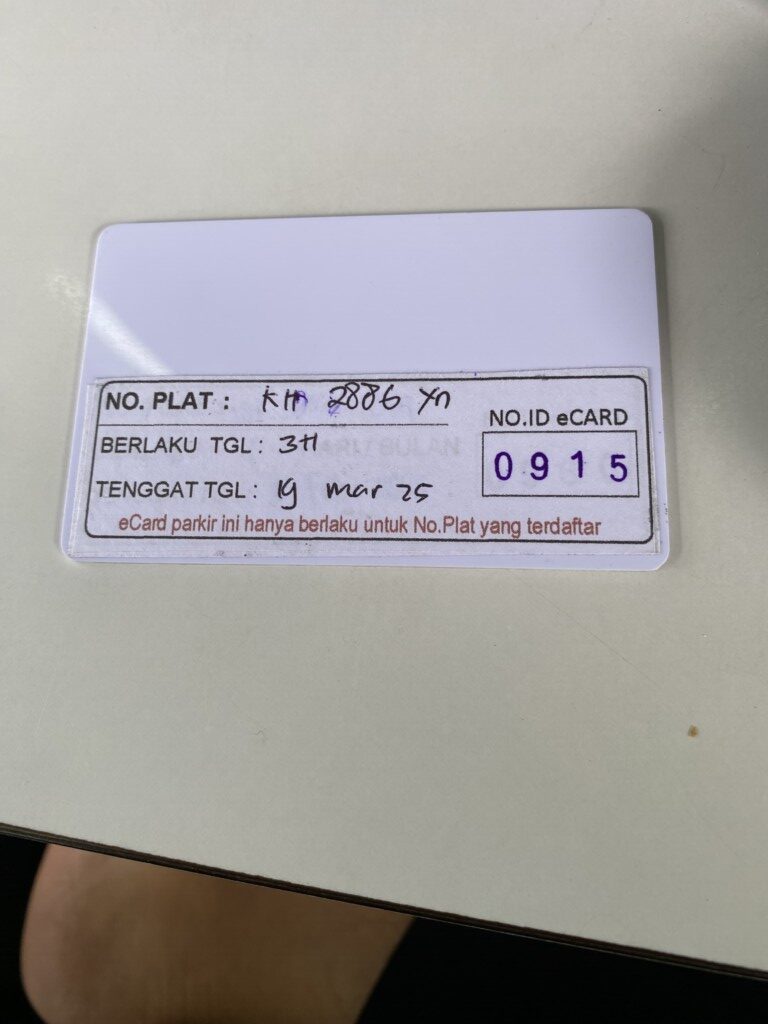 NO. PLAT : KH 2886 YN
NO.ID eCARD
BERLAKU TGL : 3H
0915
TENGGAT TGL : 19 mar 25
eCard parkir ini hanya berlaku untuk No.Plat yang terdaftar